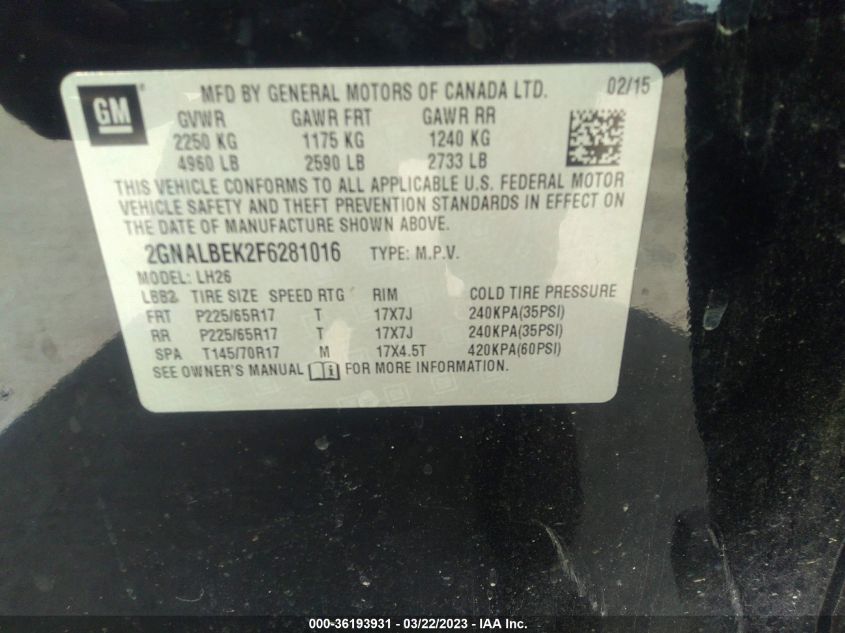 GM
MFD BY GENERAL MOTORS OF CANADA LTD. 02/15
GVWR GAWR FRT GAWR RR
2250 KG 1175 KG 1240 KG
4960 LB 2590 LB 2733 LB
THIS VEHICLE CONFORMS TO ALL APPLICABLE U.S. FEDERAL MOTOR
VEHICLE SAFETY AND THEFT PREVENTION STANDARDS IN EFFECT ON
THE DATE OF MANUFACTURE SHOWN ABOVE.
2GNALBEK2F6281016 TYPE: M.P.V.
MODEL: LH26
LBB2 TIRE SIZE SPEED RTG RIM COLD TIRE PRESSURE
FRT P225/65R17 T 17X7J 240KPA(35PSI)
RR P225/65R17 T 17X7J 240KPA(35PSI)
SPA T145/70R17 M 17X4.5T 420KPA(60PSI)
SEE OWNER'S MANUAL FOR MORE INFORMATION.
000-36193931 - 03/22/2023 - IAA Inc.